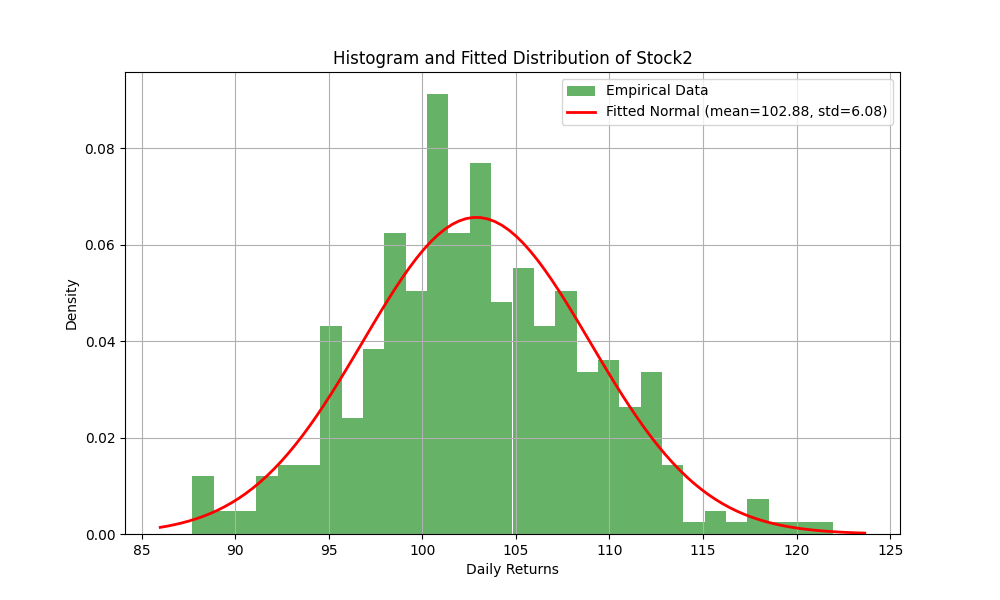 Histogram and Fitted Distribution of Stock2
Empirical Data
Fitted Normal (mean=102.88, std=6.08)
0.08
0.06
0.04
0.02
0.00
Density
85 90 95 100 105 110 115 120 125
Daily Returns